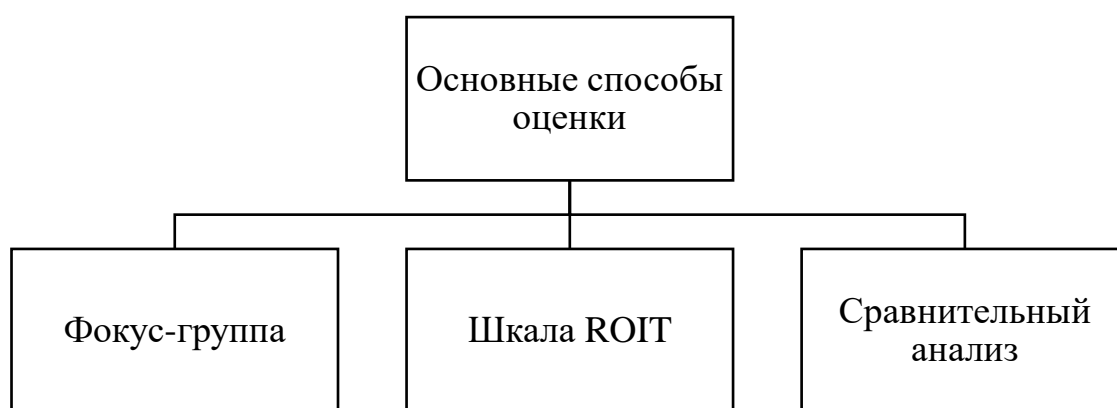 Основные способы
оценки
Фокус-группа
Шкала ROIT
Сравнительный
анализ